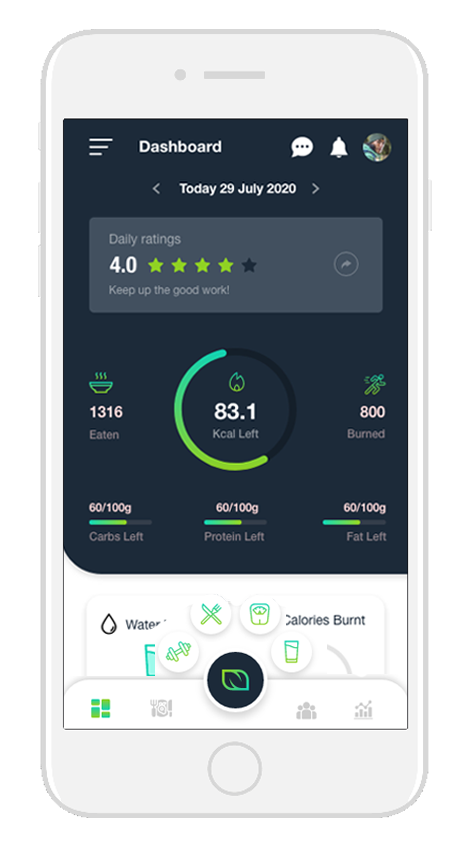 Dashboard
Today 29 July 2020
Daily ratings
4.0
Keep up the good work!
1316
Eaten
83.1
Kcal Left
800
Burned
60/100g
Carbs Left
60/100g
Protein Left
60/100g
Fat Left
Water
Calories Burnt